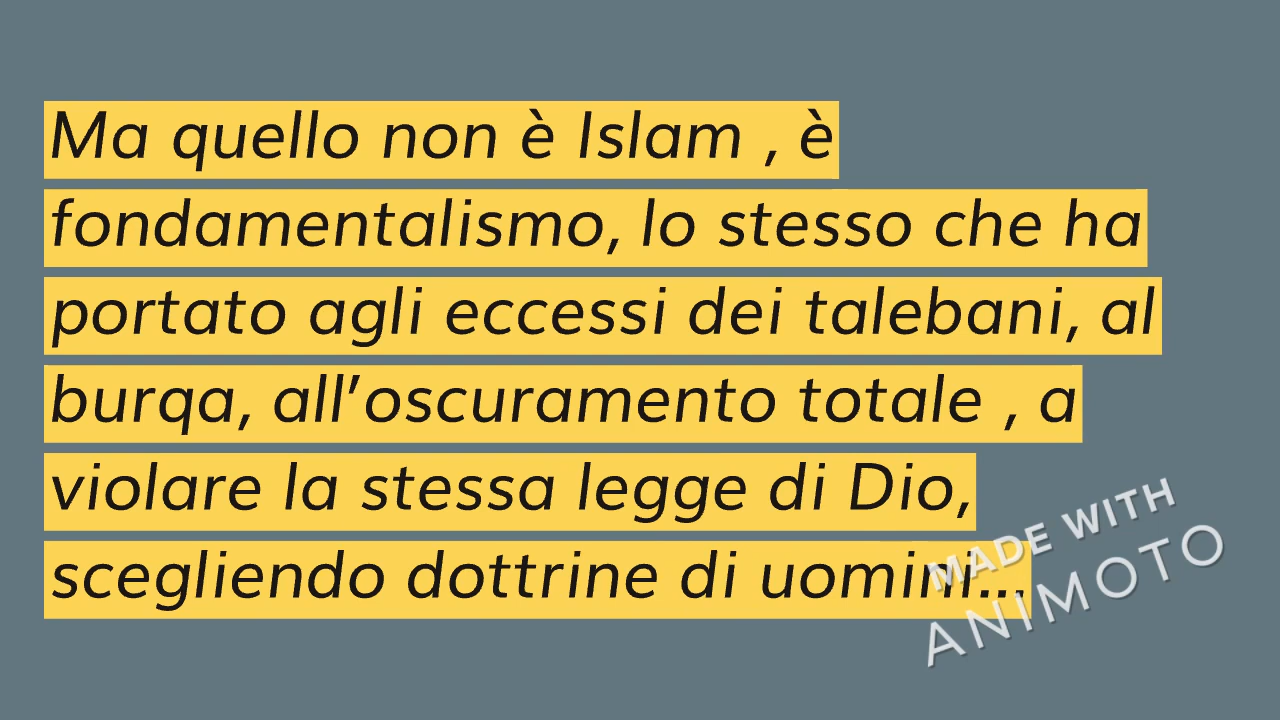 Ma quello non è Islam , è
fondamentalismo, lo stesso che ha
portato agli eccessi dei talebani, al
burqa, all’oscuramento totale , a
violare la stessa legge di Dio,
scegliendo dottrine di uomini...
MADE WITH
ANIMOTO